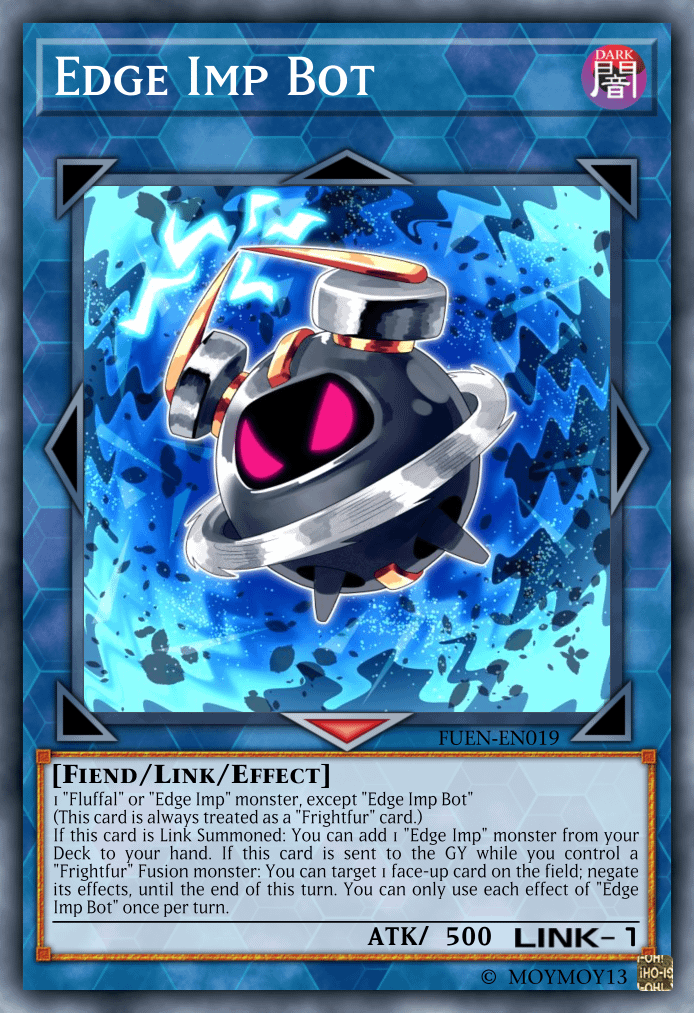 Edge Imp Bot
DARK
闇
FUEN-EN019
[Fiend/Link/Effect]
1 "Fluffal" or "Edge Imp" monster, except "Edge Imp Bot"
(This card is always treated as a "Frightfur" card.)
If this card is Link Summoned: You can add 1 "Edge Imp" monster from your
Deck to your hand. If this card is sent to the GY while you control a
"Frightfur" Fusion monster: You can target 1 face-up card on the field; negate
its effects, until the end of this turn. You can only use each effect of "Edge
Imp Bot" once per turn.
ATK/ 500 LINK-1
© MOYMOY13